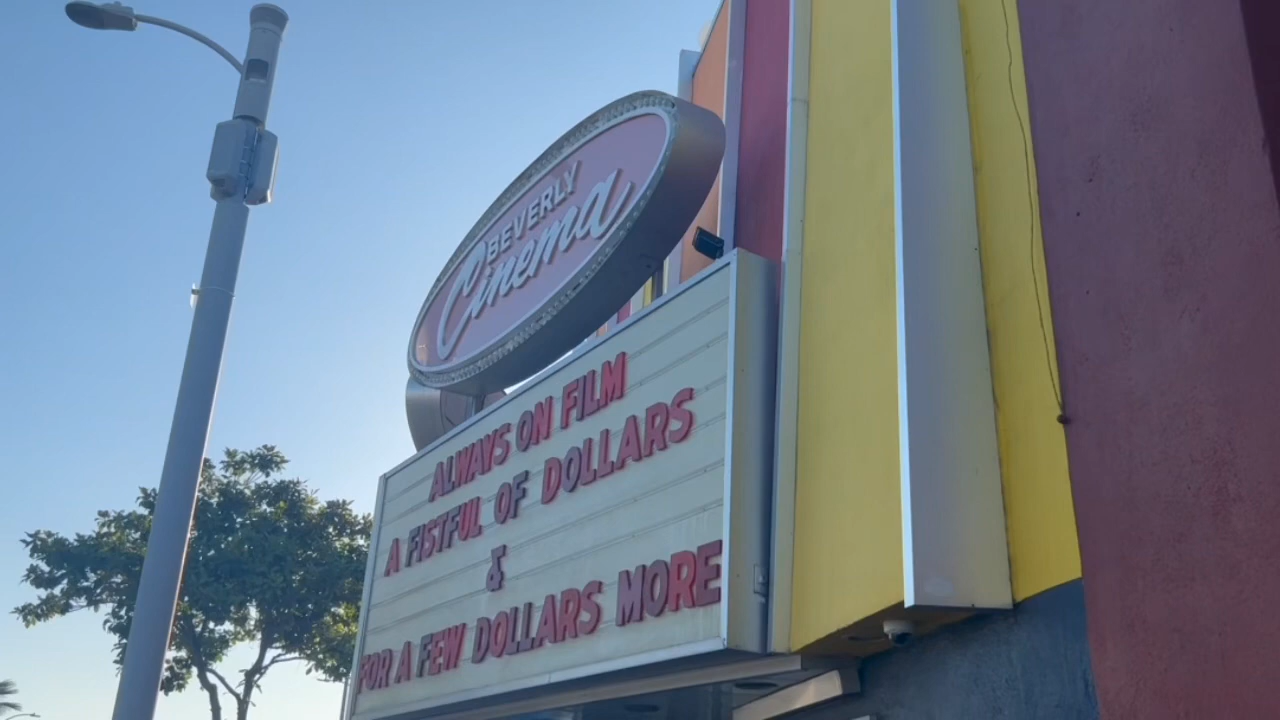 BEVERLY
Cinema
ALWAYS ON FILM
A FISTFUL OF DOLLARS
&
FOR A FEW DOLLARS MORE